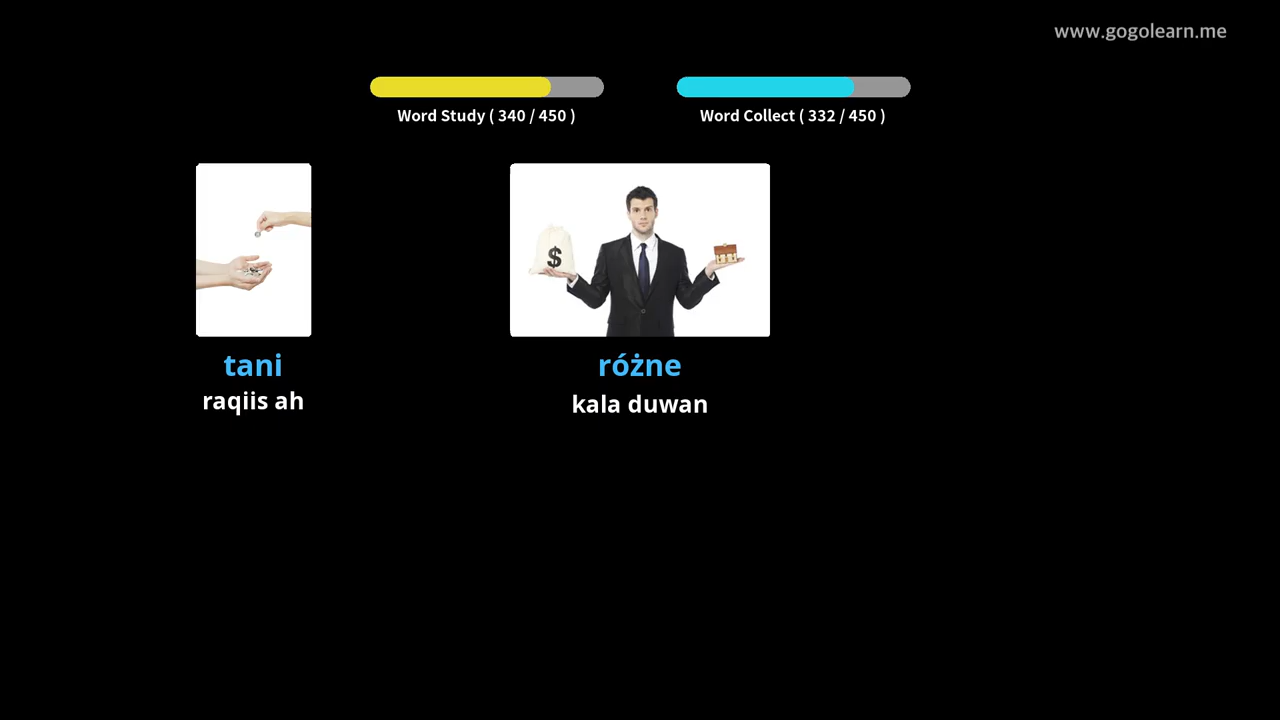 www.gogolearn.me
Word Study ( 340 / 450 )
Word Collect ( 332 / 450 )
$
tani
raqiis ah
różne
kala duwan